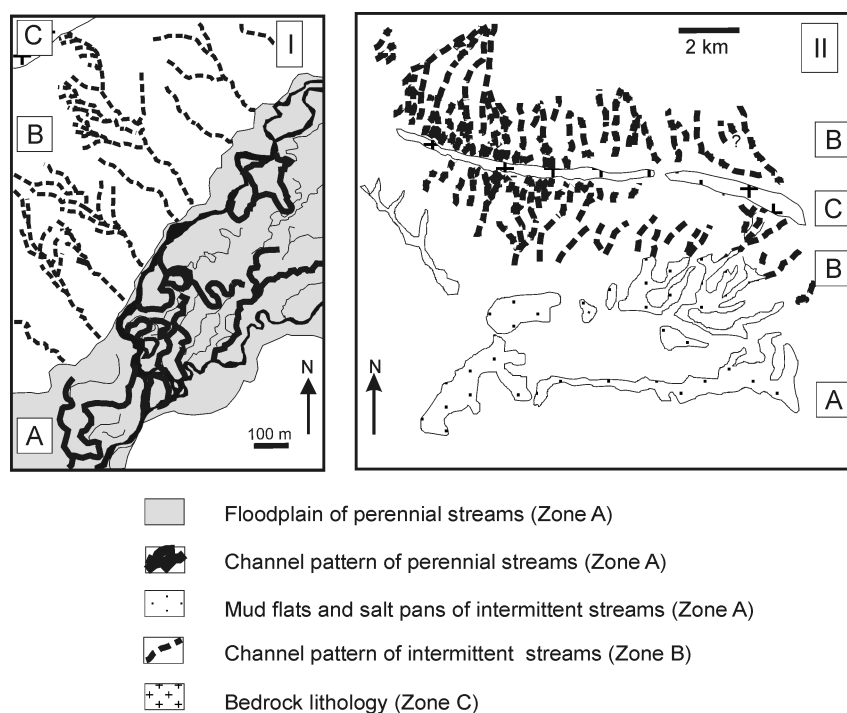 C
I
B
A
N
100 m
2 km
II
B
?
C
B
N
A
Floodplain of perennial streams (Zone A)
Channel pattern of perennial streams (Zone A)
Mud flats and salt pans of intermittent streams (Zone A)
Channel pattern of intermittent streams (Zone B)
Bedrock lithology (Zone C)